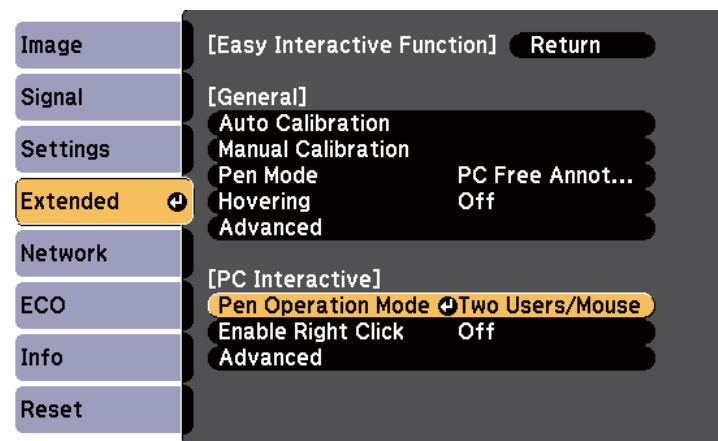 Image
Signal
Settings
Extended
Network
ECO
Info
Reset
[Easy Interactive Function] Return
[General]
Auto Calibration
Manual Calibration
Pen Mode PC Free Annot...
Hovering Off
Advanced
[PC Interactive]
Pen Operation Mode Two Users/Mouse
Enable Right Click Off
Advanced